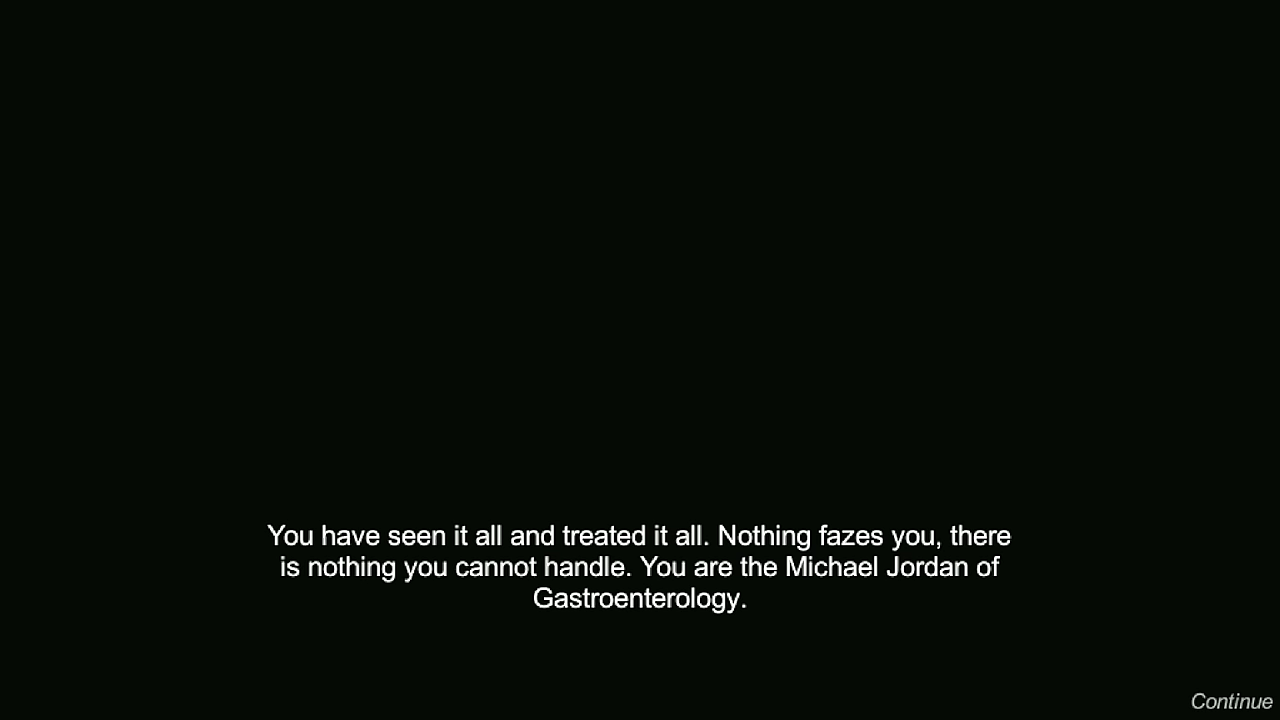 You have seen it all and treated it all. Nothing fazes you, there
is nothing you cannot handle. You are the Michael Jordan of
Gastroenterology.
Continue